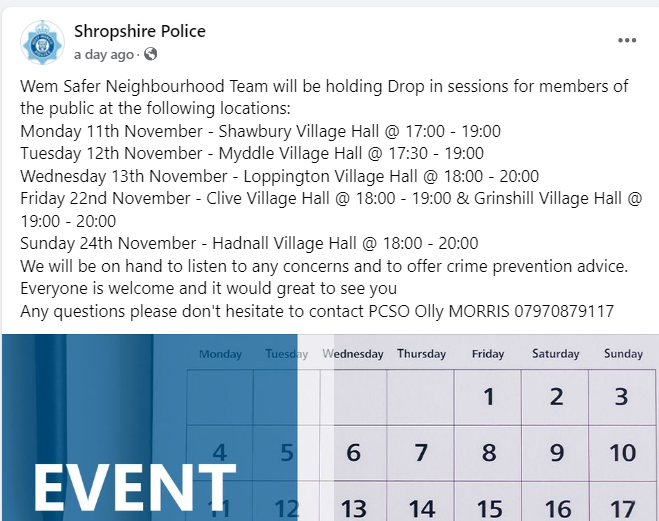 Shropshire Police
a day ago ·
Wem Safer Neighbourhood Team will be holding Drop in sessions for members of
the public at the following locations:
Monday 11th November - Shawbury Village Hall @ 17:00 - 19:00
Tuesday 12th November - Myddle Village Hall @ 17:30 - 19:00
Wednesday 13th November - Loppington Village Hall @ 18:00 - 20:00
Friday 22nd November - Clive Village Hall @ 18:00 - 19:00 & Grinshill Village Hall @
19:00 - 20:00
Sunday 24th November - Hadnall Village Hall @ 18:00 - 20:00
We will be on hand to listen to any concerns and to offer crime prevention advice.
Everyone is welcome and it would great to see you
Any questions please don't hesitate to contact PCSO Olly MORRIS 07970879117
Monday Tuesday Wednesday Thursday Friday Saturday Sunday
1 2 3
4 5 6 7 8 9 10
EVENT
11 12 13 14 15 16 17